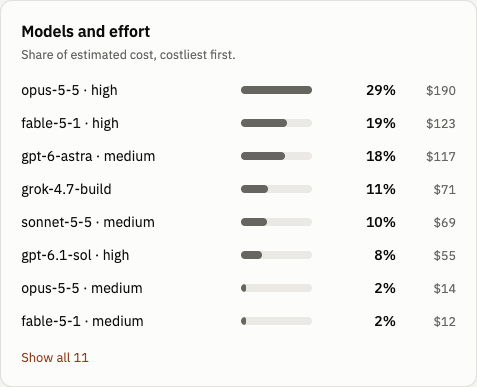 Models and effort
Share of estimated cost, costliest first.
opus-5-5 · high 29% $190
fable-5-1 · high 19% $123
gpt-6-astra · medium 18% $117
grok-4.7-build 11% $71
sonnet-5-5 · medium 10% $69
gpt-6.1-sol · high 8% $55
opus-5-5 · medium 2% $14
fable-5-1 · medium 2% $12
Show all 11